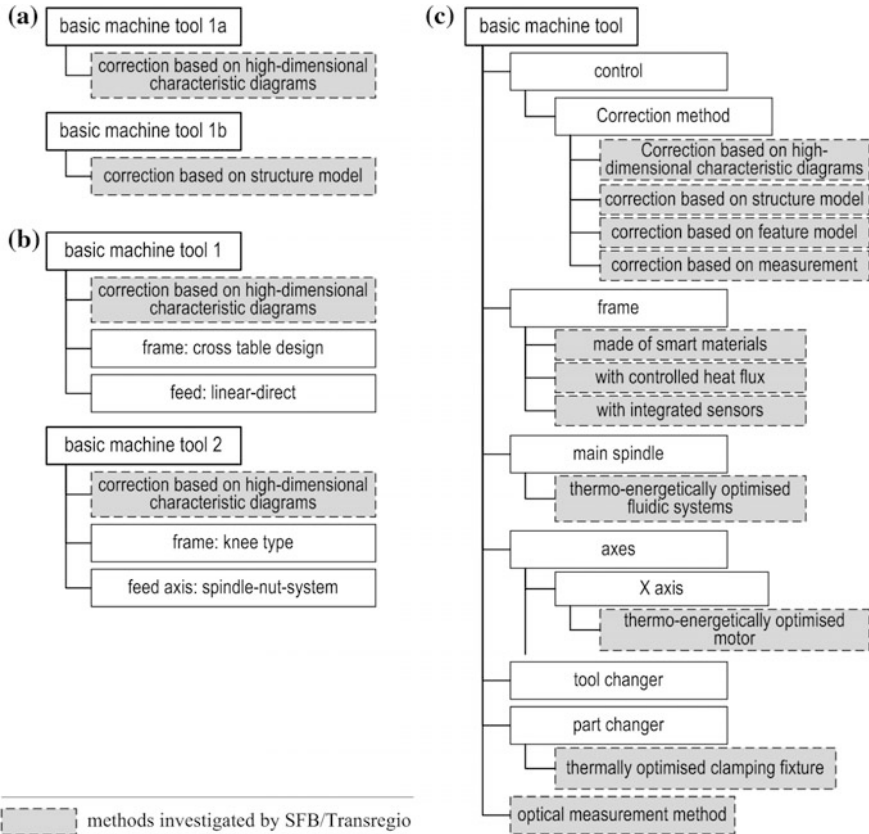 (a)
basic machine tool 1a
correction based on high-dimensional
characteristic diagrams
basic machine tool 1b
correction based on structure model
(b)
basic machine tool 1
correction based on high-dimensional
characteristic diagrams
frame: cross table design
feed: linear-direct
basic machine tool 2
correction based on high-dimensional
characteristic diagrams
frame: knee type
feed axis: spindle-nut-system
methods investigated by SFB/Transregio
(c)
basic machine tool
control
Correction method
Correction based on high-
dimensional characteristic diagrams
correction based on structure model
correction based on feature model
correction based on measurement
frame
made of smart materials
with controlled heat flux
with integrated sensors
main spindle
thermo-energetically optimised
fluidic systems
axes
X axis
thermo-energetically optimised
motor
tool changer
part changer
thermally optimised clamping fixture
optical measurement method